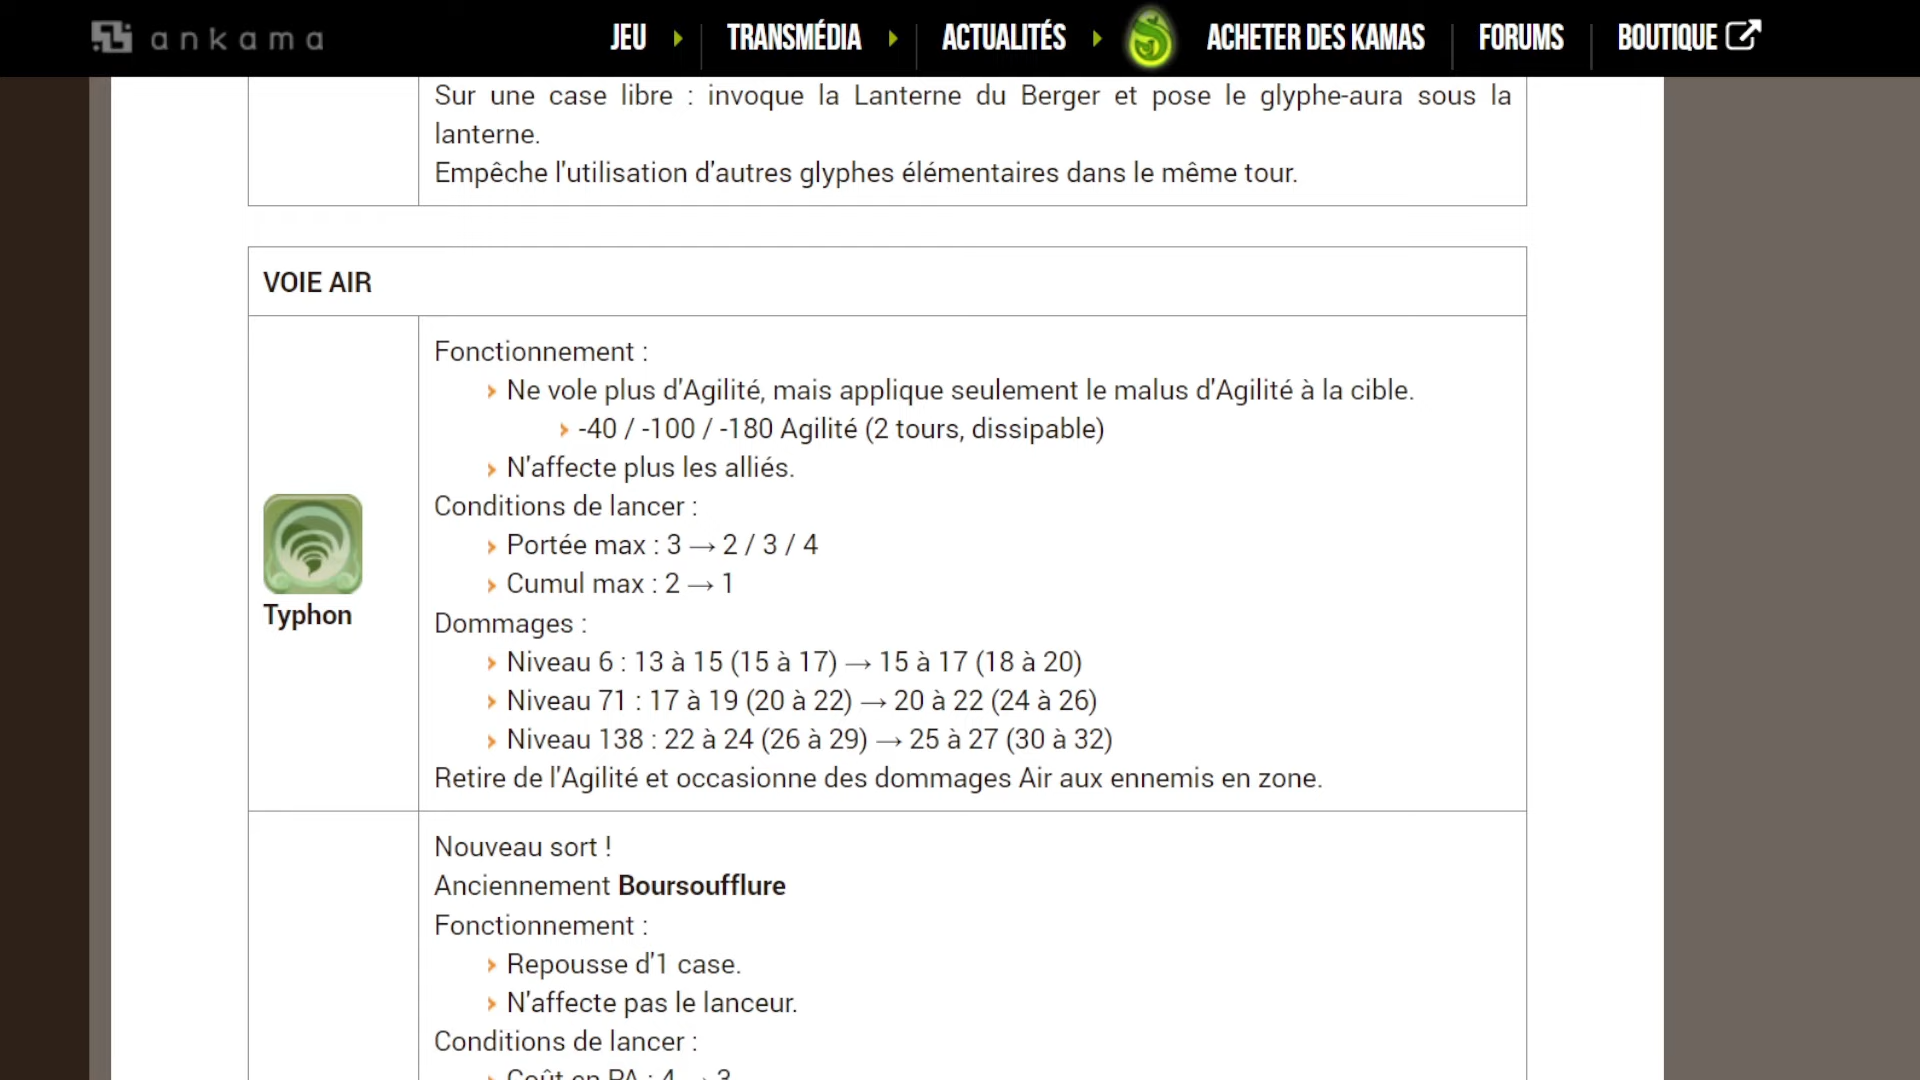 ankama JEU TRANSMÉDIA ACTUALITÉS ACHETER DES KAMAS FORUMS BOUTIQUE
Sur une case libre : invoque la Lanterne du Berger et pose le glyphe-aura sous la
lanterne.
Empêche l'utilisation d'autres glyphes élémentaires dans le même tour.
VOIE AIR
Typhon
Fonctionnement :
Ne vole plus d'Agilité, mais applique seulement le malus d'Agilité à la cible.
-40 / -100 / -180 Agilité (2 tours, dissipable)
N'affecte plus les alliés.
Conditions de lancer :
Portée max : 3 → 2 / 3 / 4
Cumul max : 2 → 1
Dommages :
Niveau 6 : 13 à 15 (15 à 17) → 15 à 17 (18 à 20)
Niveau 71 : 17 à 19 (20 à 22) → 20 à 22 (24 à 26)
Niveau 138 : 22 à 24 (26 à 29) → 25 à 27 (30 à 32)
Retire de l'Agilité et occasionne des dommages Air aux ennemis en zone.
Nouveau sort !
Anciennement Boursoufflure
Fonctionnement :
Repousse d'1 case.
N'affecte pas le lanceur.
Conditions de lancer :
Coût en PA : 4 → 3